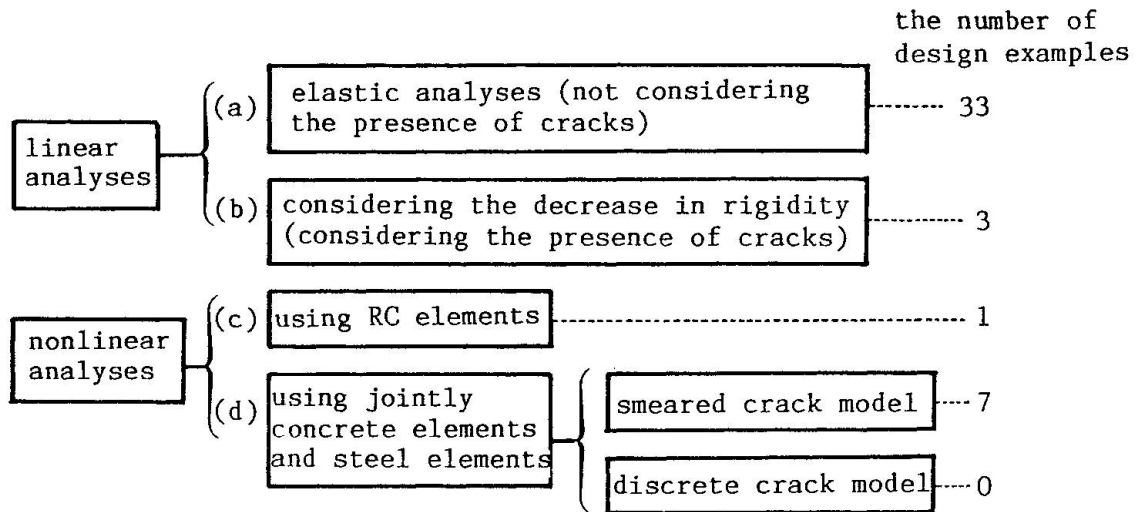 the number of
design examples
linear
analyses
(a)
elastic analyses (not considering
the presence of cracks)
33
(b)
considering the decrease in rigidity
(considering the presence of cracks)
3
nonlinear
analyses
(c)
using RC elements
1
(d)
using jointly
concrete elements
and steel elements
smeared crack model
7
discrete crack model
0